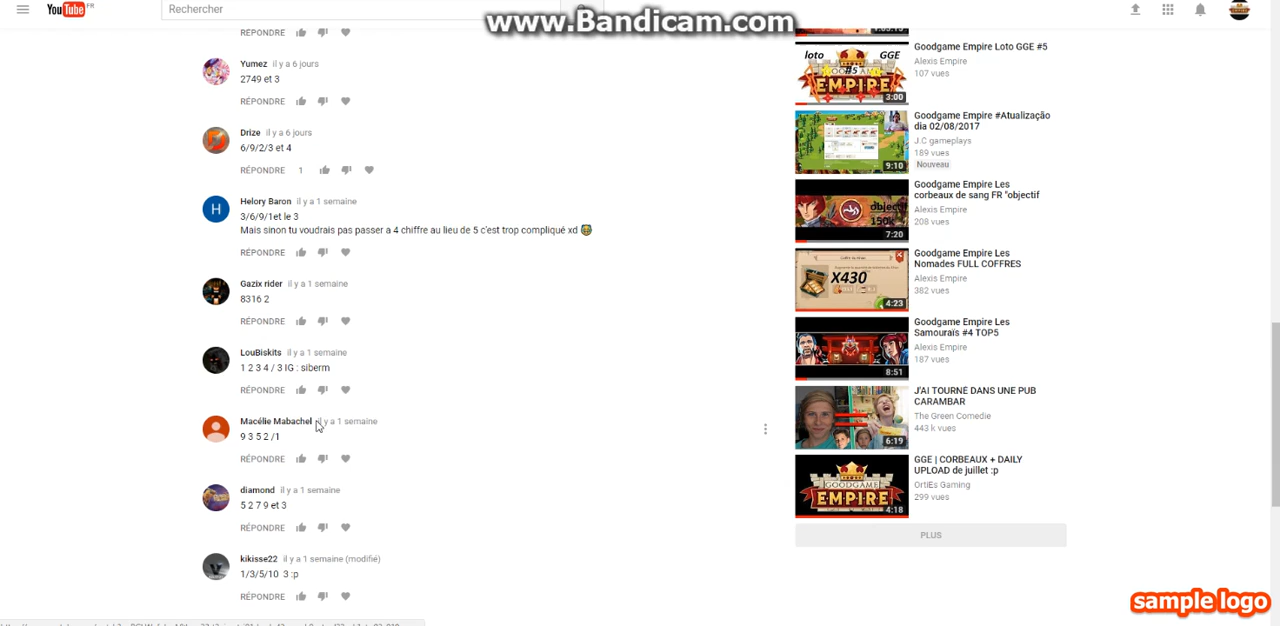 YouTube FR
Rechercher
www.Bandicam.com
RÉPONDRE
Yumez il y a 6 jours
2749 et 3
RÉPONDRE
Drize il y a 6 jours
6/9/2/3 et 4
RÉPONDRE 1
Helory Baron il y a 1 semaine
3/6/9/1et le 3
Mais sinon tu voudrais pas passer a 4 chiffre au lieu de 5 c'est trop compliqué xd
RÉPONDRE
Gazix rider il y a 1 semaine
8316 2
RÉPONDRE
LouBiskits il y a 1 semaine
1 2 3 4 / 3 IG : siberm
RÉPONDRE
Macélie Mabachel il y a 1 semaine
9 3 5 2 /1
RÉPONDRE
diamond il y a 1 semaine
5 2 7 9 et 3
RÉPONDRE
kikisse22 il y a 1 semaine (modifié)
1/3/5/10 3 :p
RÉPONDRE
loto GGE
#5
EMPIRE
3:00
Goodgame Empire Loto GGE #5
Alexis Empire
107 vues
9:10
Goodgame Empire #Atualização
dia 02/08/2017
J.C gameplays
189 vues
Nouveau
objectif
150k
7:20
Goodgame Empire Les
corbeaux de sang FR "objectif
Alexis Empire
208 vues
X430
4:23
Goodgame Empire Les
Nomades FULL COFFRES
Alexis Empire
382 vues
8:51
Goodgame Empire Les
Samouraïs #4 TOP5
Alexis Empire
187 vues
6:19
J'AI TOURNÉ DANS UNE PUB
CARAMBAR
The Green Comedie
443 k vues
GOODGAME
EMPIRE
4:18
GGE | CORBEAUX + DAILY
UPLOAD de juillet :p
OrtiEs Gaming
299 vues
PLUS
sample logo